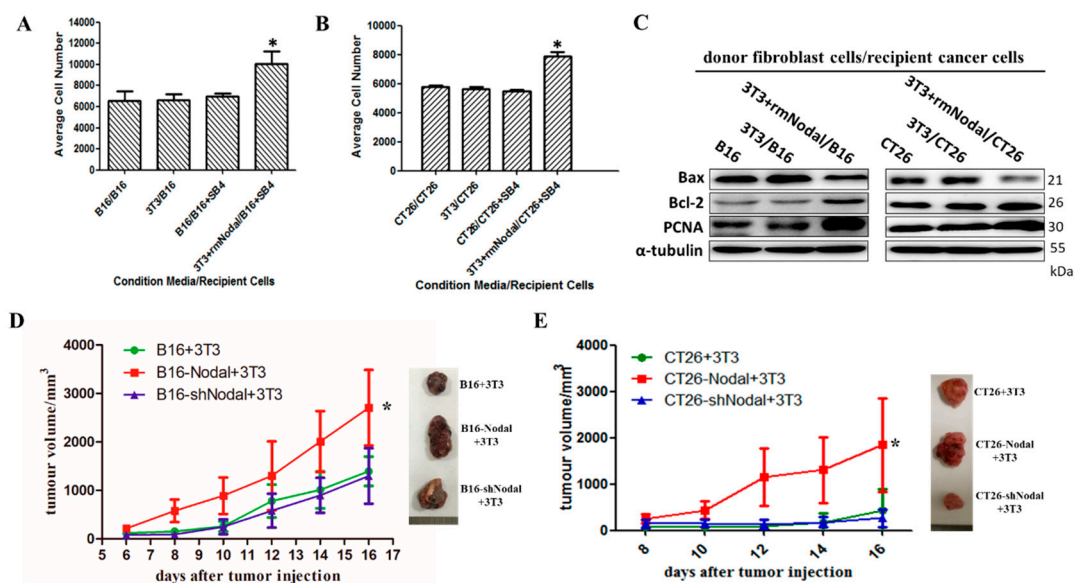 A
Average Cell Number
14000
12000
10000
8000
6000
4000
2000
0
*
B16/B16
3T3/B16
B16/B16+SB4
3T3+rmNodal/B16+SB4
Condition Media/Recipient Cells
B
Average Cell Number
10000
8000
6000
4000
2000
0
*
CT26/CT26
3T3/CT26
CT26/CT26+SB4
3T3+rmNodal/CT26+SB4
Condition Media/Recipient Cells
C
donor fibroblast cells/recipient cancer cells
B16
3T3/B16
3T3+rmNodal/B16
CT26
3T3/CT26
3T3+rmNodal/CT26
Bax
21
Bcl-2
26
PCNA
30
α-tubulin
55
kDa
D
tumour volume/mm³
4000
3000
2000
1000
0
B16+3T3
B16-Nodal+3T3
B16-shNodal+3T3
*
5 6 7 8 9 10 11 12 13 14 15 16 17
days after tumor injection
B16+3T3
B16-Nodal
+3T3
B16-shNodal
+3T3
E
tumour volume/mm³
4000
3000
2000
1000
0
CT26+3T3
CT26-Nodal+3T3
CT26-shNodal+3T3
*
8 10 12 14 16
days after tumor injection
CT26+3T3
CT26-Nodal
+3T3
CT26-shNodal
+3T3